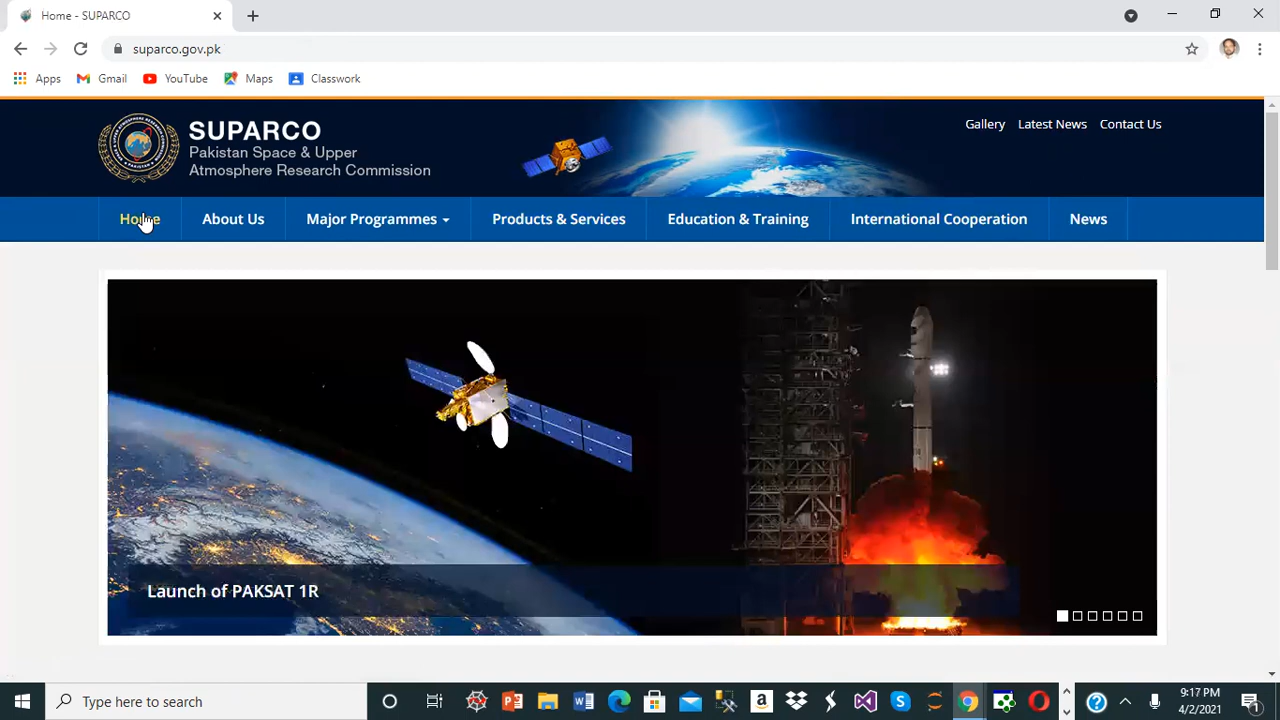 Home - SUPARCO
suparco.gov.pk
Apps Gmail YouTube Maps Classwork
SUPARCO
Pakistan Space & Upper
Atmosphere Research Commission
Gallery Latest News Contact Us
Home About Us Major Programmes Products & Services Education & Training International Cooperation News
Launch of PAKSAT 1R
Type here to search
9:17 PM
4/2/2021